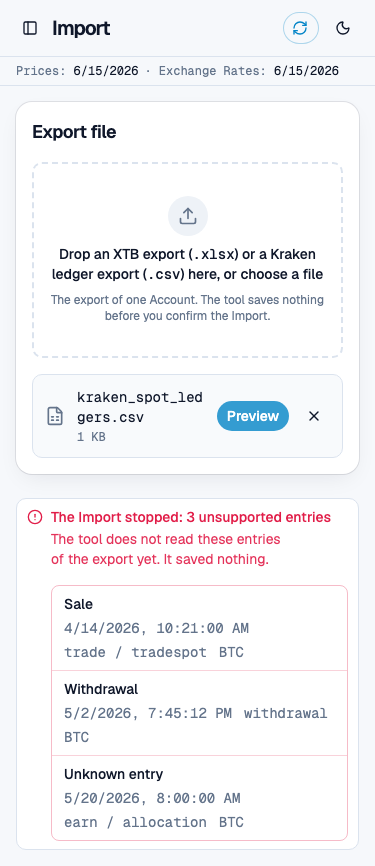 Import
Prices: 6/15/2026 · Exchange Rates: 6/15/2026
Export file
Drop an XTB export (.xlsx) or a Kraken
ledger export (.csv) here, or choose a file
The export of one Account. The tool saves nothing
before you confirm the Import.
kraken_spot_led
gers.csv
1 KB
Preview
The Import stopped: 3 unsupported entries
The tool does not read these entries
of the export yet. It saved nothing.
Sale
4/14/2026, 10:21:00 AM
trade / tradespot BTC
Withdrawal
5/2/2026, 7:45:12 PM withdrawal
BTC
Unknown entry
5/20/2026, 8:00:00 AM
earn / allocation BTC